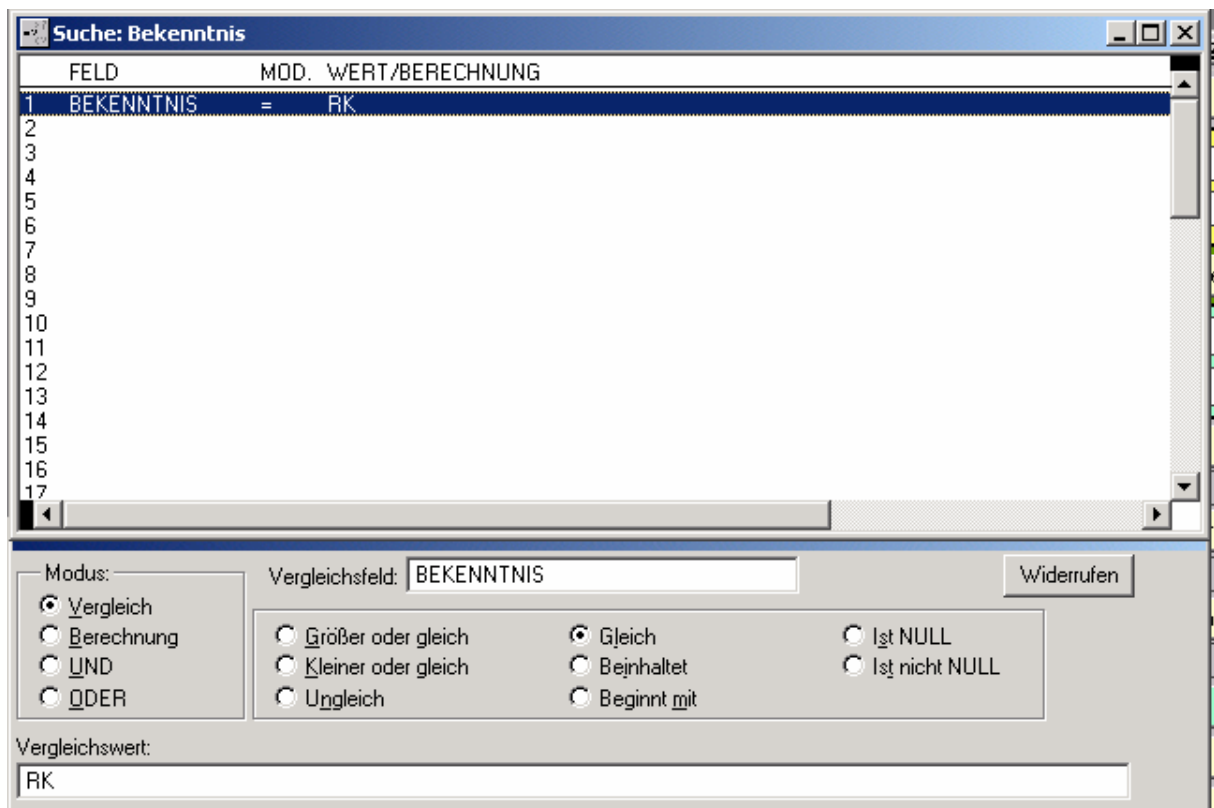 Suche: Bekenntnis
FELD MOD. WERT/BERECHNUNG
1 BEKENNTNIS = RK
2
3
4
5
6
7
8
9
10
11
12
13
14
15
16
17
Modus: Vergleichsfeld: BEKENNTNIS Widerrufen
Vergleich
Berechnung Größer oder gleich Gleich Ist NULL
UND Kleiner oder gleich Beinhaltet Ist nicht NULL
ODER Ungleich Beginnt mit
Vergleichswert:
RK